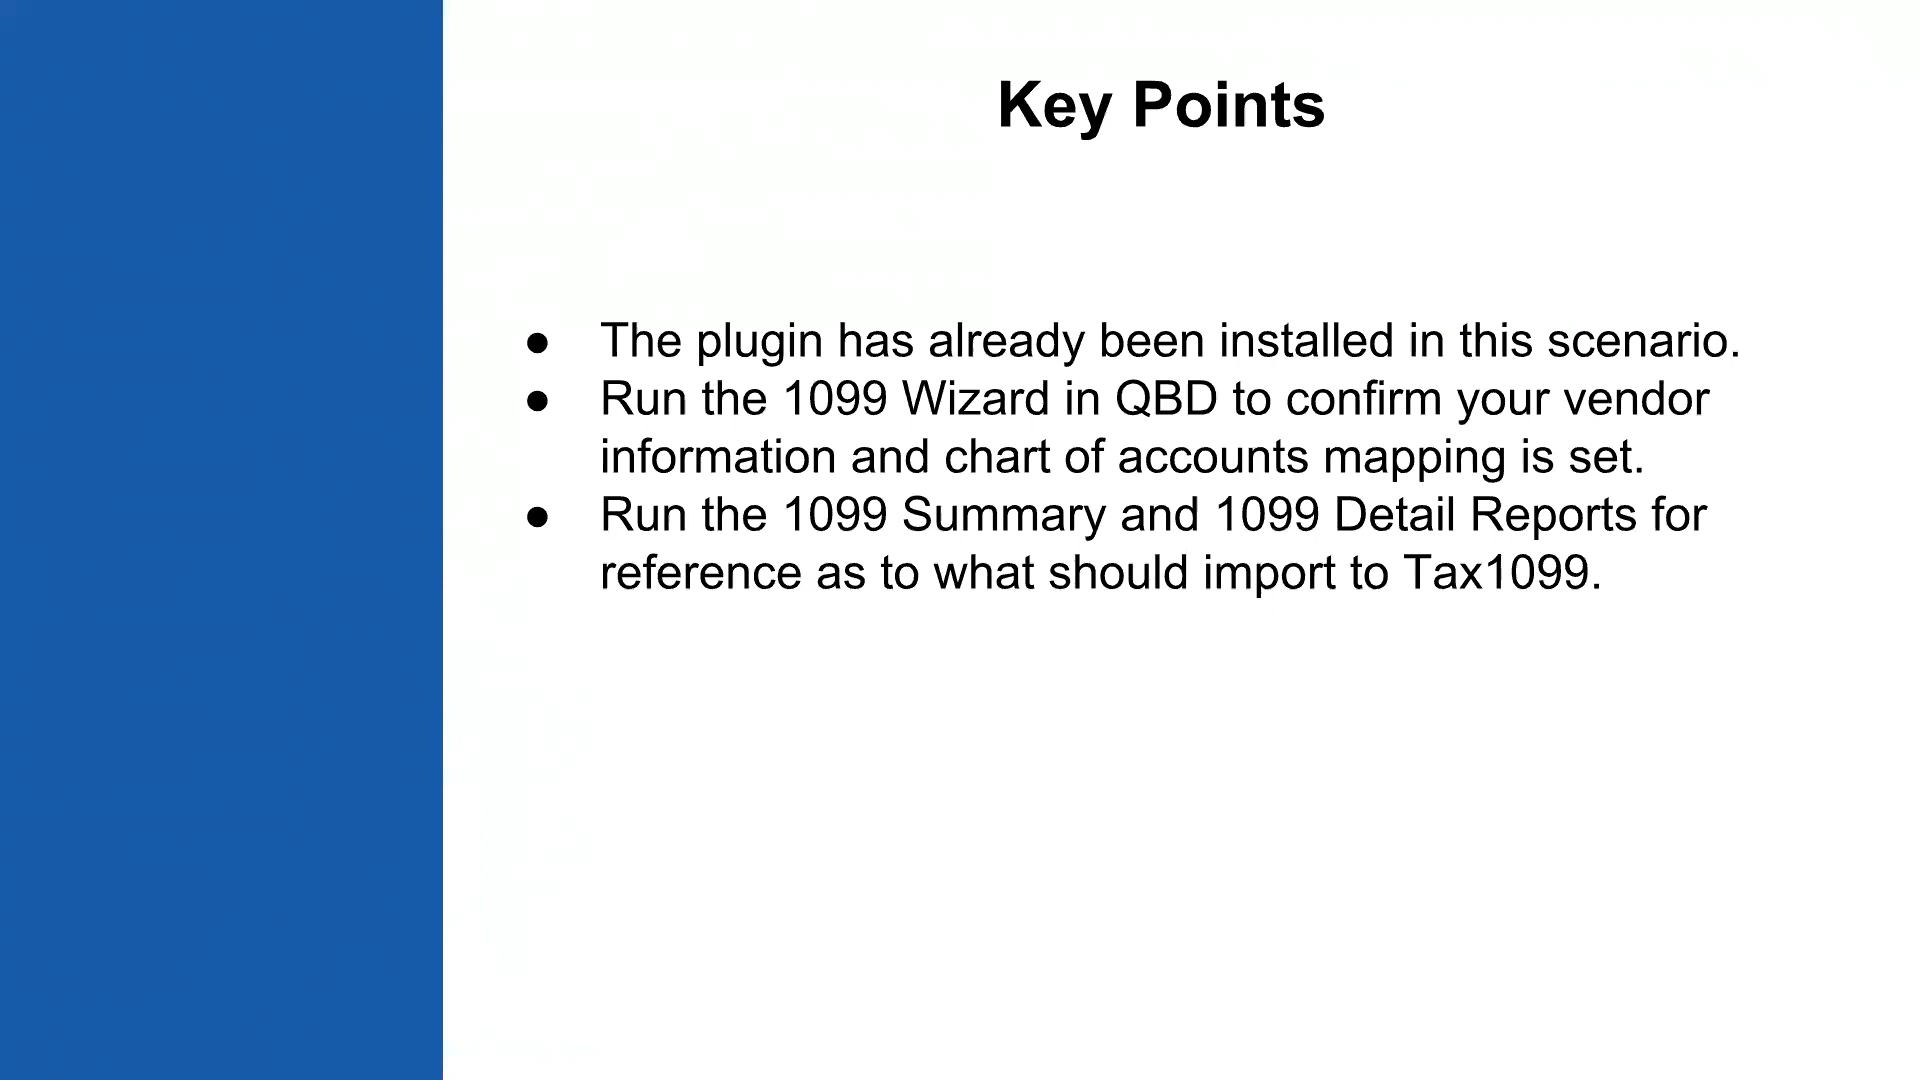 Key Points
● The plugin has already been installed in this scenario.
● Run the 1099 Wizard in QBD to confirm your vendor
information and chart of accounts mapping is set.
● Run the 1099 Summary and 1099 Detail Reports for
reference as to what should import to Tax1099.